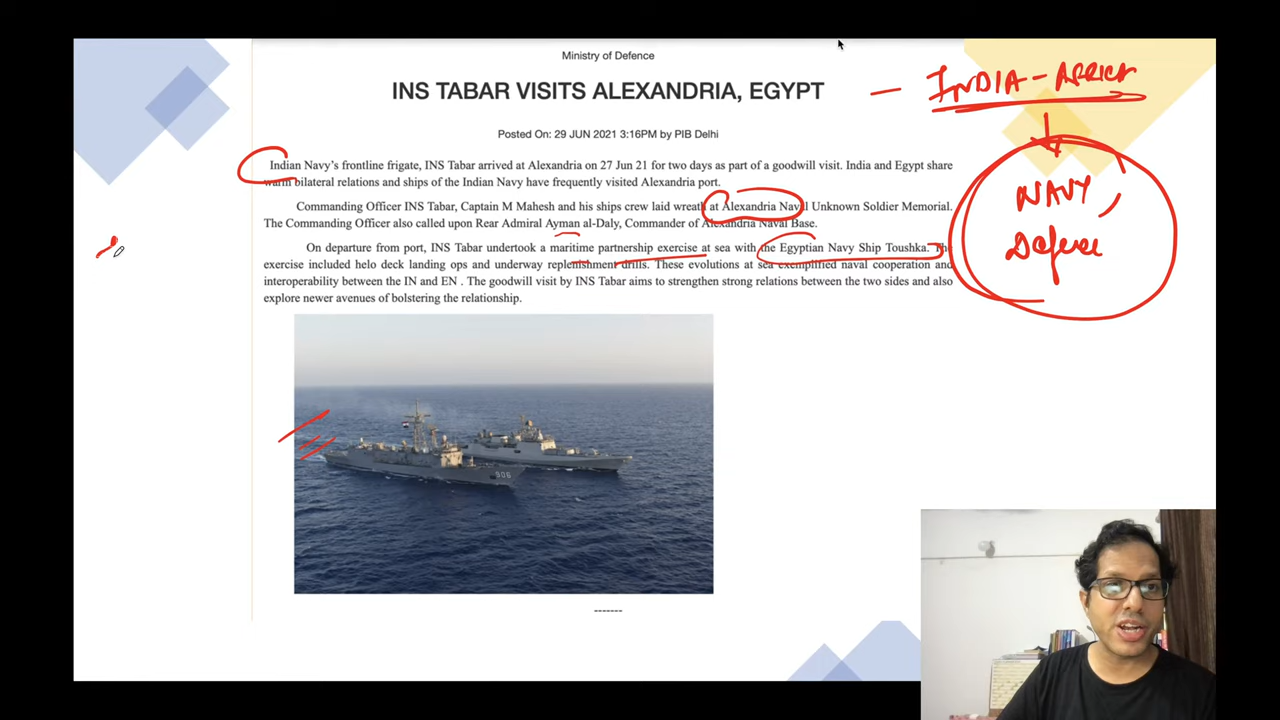 Ministry of Defence
INS TABAR VISITS ALEXANDRIA, EGYPT
— INDIA - AFRICA
Posted On: 29 JUN 2021 3:16PM by PIB Delhi
Indian Navy's frontline frigate, INS Tabar arrived at Alexandria on 27 Jun 21 for two days as part of a goodwill visit. India and Egypt share
warm bilateral relations and ships of the Indian Navy have frequently visited Alexandria port.
NAVY,
Defence
Commanding Officer INS Tabar, Captain M Mahesh and his ships crew laid wreath at Alexandria Naval Unknown Soldier Memorial.
The Commanding Officer also called upon Rear Admiral Ayman al-Daly, Commander of Alexandria Naval Base.
On departure from port, INS Tabar undertook a maritime partnership exercise at sea with the Egyptian Navy Ship Toushka. The
exercise included helo deck landing ops and underway replenishment drills. These evolutions at sea exemplified naval cooperation and
interoperability between the IN and EN . The goodwill visit by INS Tabar aims to strengthen strong relations between the two sides and also
explore newer avenues of bolstering the relationship.
906
-------